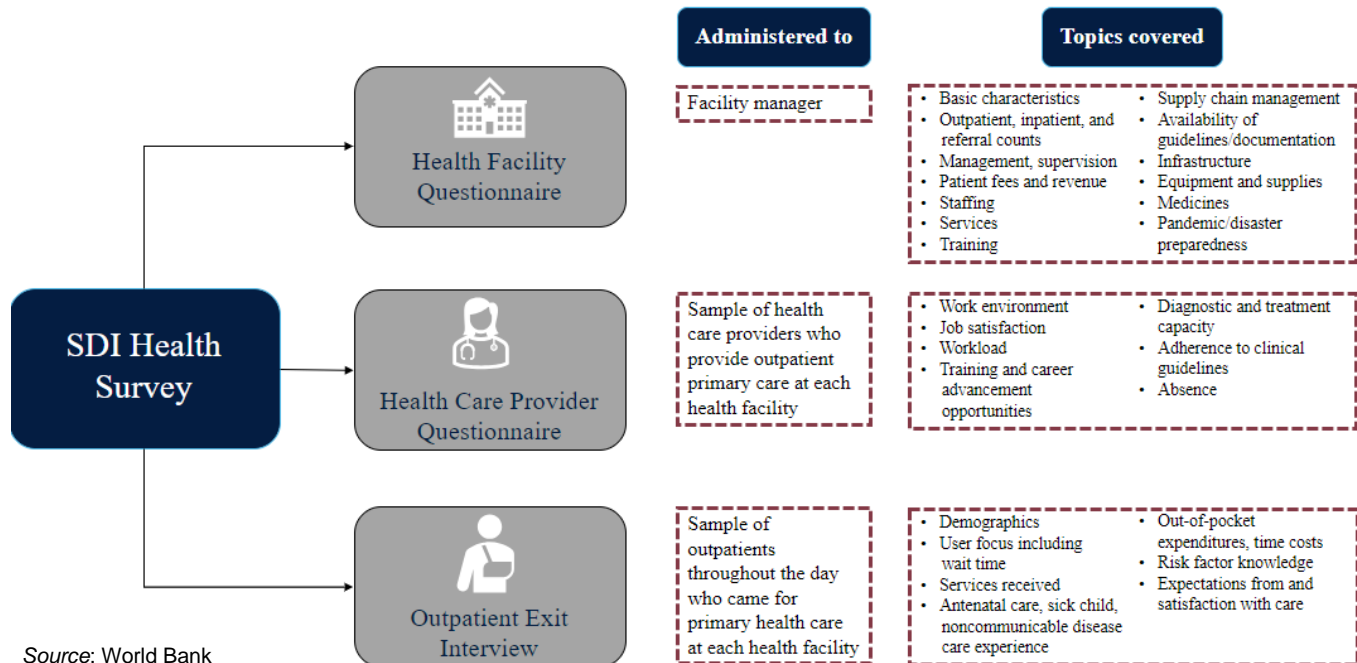 Administered to
Topics covered
Health Facility
Questionnaire
Facility manager
• Basic characteristics
• Outpatient, inpatient, and
referral counts
• Management, supervision
• Patient fees and revenue
• Staffing
• Services
• Training
• Supply chain management
• Availability of
guidelines/documentation
• Infrastructure
• Equipment and supplies
• Medicines
• Pandemic/disaster
preparedness
SDI Health
Survey
Health Care Provider
Questionnaire
Sample of health
care providers who
provide outpatient
primary care at each
health facility
• Work environment
• Job satisfaction
• Workload
• Training and career
advancement
opportunities
• Diagnostic and treatment
capacity
• Adherence to clinical
guidelines
• Absence
Outpatient Exit
Interview
Sample of
outpatients
throughout the day
who came for
primary health care
at each health facility
• Demographics
• User focus including
wait time
• Services received
• Antenatal care, sick child,
noncommunicable disease
care experience
• Out-of-pocket
expenditures, time costs
• Risk factor knowledge
• Expectations from and
satisfaction with care
Source: World Bank